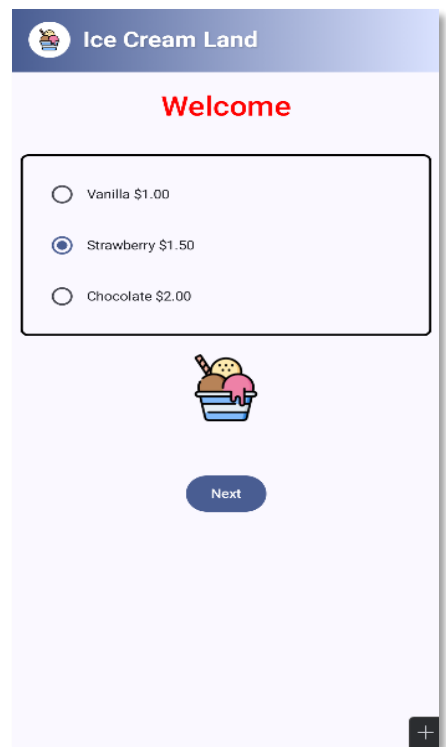 Ice Cream Land
Welcome
Vanilla $1.00
Strawberry $1.50
Chocolate $2.00
Next